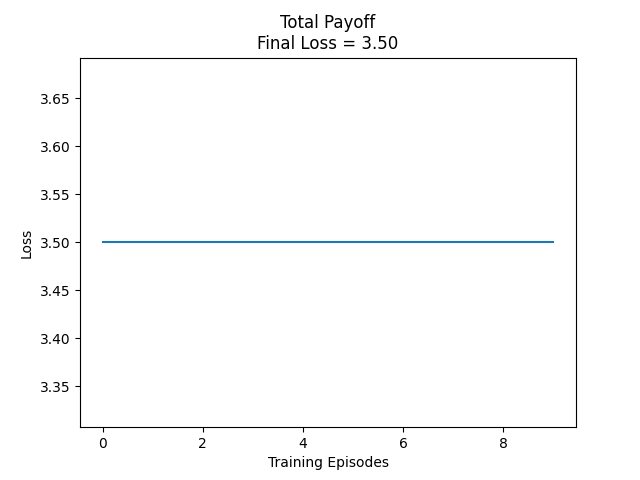 Total Payoff
Final Loss = 3.50
3.65
3.60
3.55
3.50
3.45
3.40
3.35
Loss
0 2 4 6 8
Training Episodes